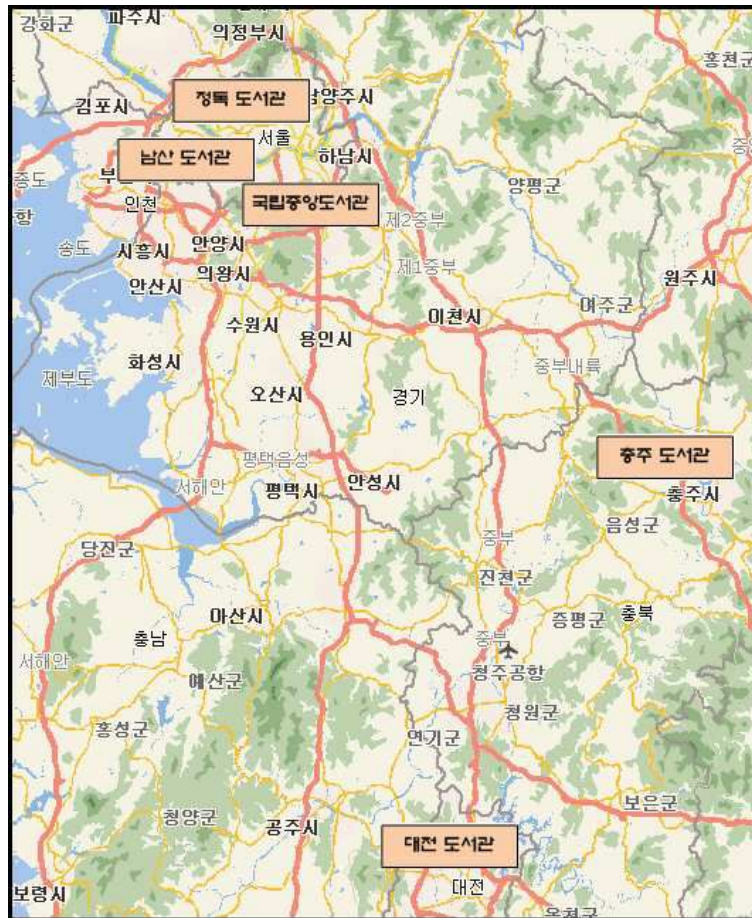 강화군
파주시
의정부시
홍천군
정독 도서관
남양주시
김포시
서울
하남시
남산 도서관
양평군
인천
국립중앙도서관
제2중부
송도
시흥시
안양시
의왕시
제1중부
원주시
안산시
이천시
여주군
수원시
용인시
화성시
제부도
중부내륙
오산시
경기
충주 도서관
평택음성
서해안
평택시
안성시
충주시
음성군
당진군
중부
진천군
아산시
증평군
충북
충남
중부
서해안
청주공항
예산군
청원군
홍성군
연기군
보은군
청양군
공주시
대전 도서관
대전
보령시
옥천군